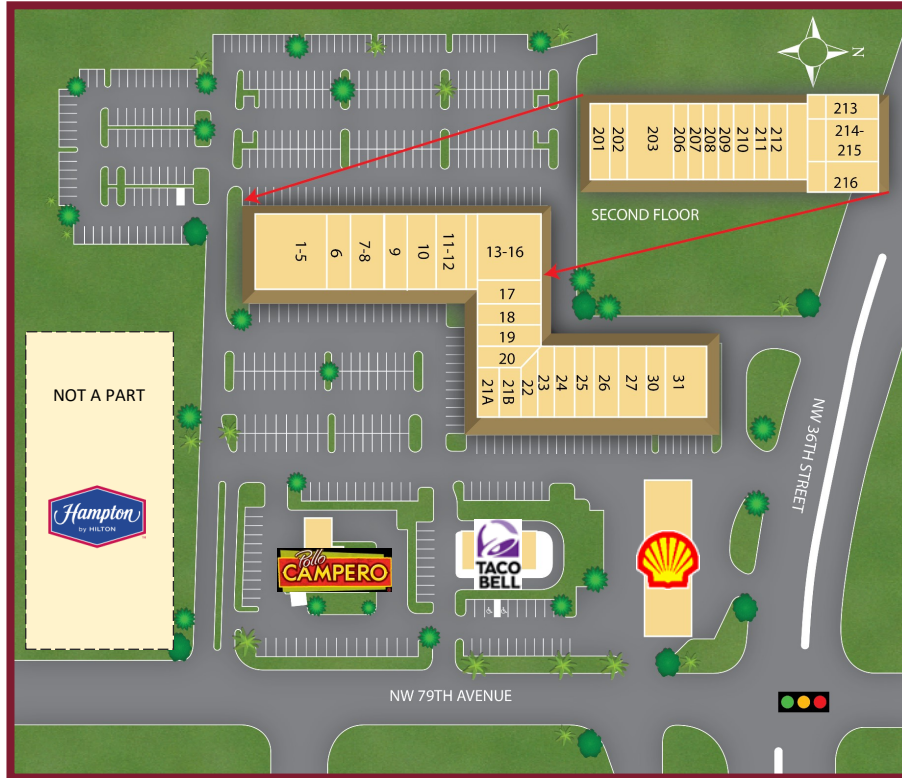 N
201
202
203
206
207
208
209
210
211
212
213
214-
215
216
SECOND FLOOR
1-5
6
7-8
9
10
11-12
13-16
17
18
19
20
21A
21B
22
23
24
25
26
27
30
31
NOT A PART
Hampton
by HILTON
NW 36TH STREET
Pollo
CAMPERO
TACO
BELL
NW 79TH AVENUE